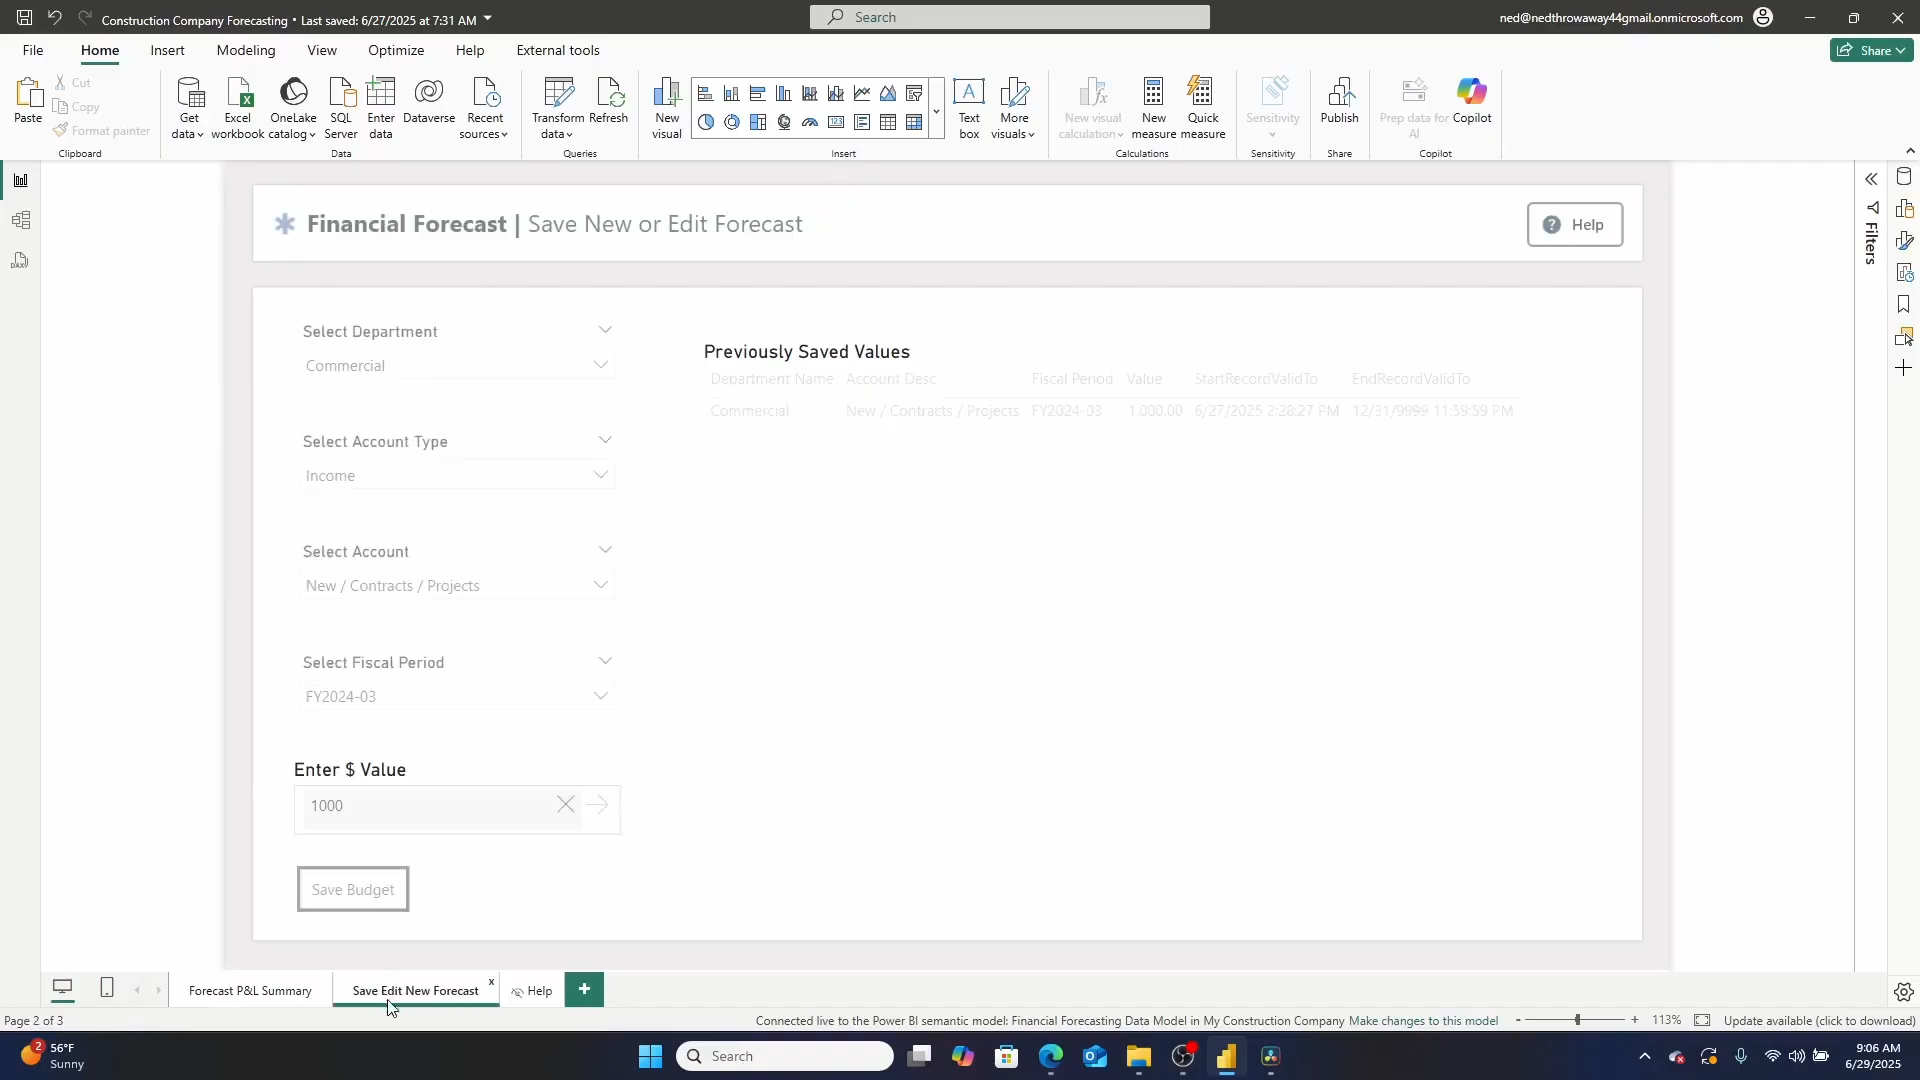 Construction Company Forecasting • Last saved: 6/27/2025 at 7:31 AM
Search
ned@nedthrowaway44gmail.onmicrosoft.com
File
Home
Insert
Modeling
View
Optimize
Help
External tools
Share
Paste
Cut
Copy
Format painter
Clipboard
Get data
Excel workbook
OneLake catalog
SQL Server
Enter data
Dataverse
Recent sources
Data
Transform data
Refresh
Queries
New visual
Text box
More visuals
Insert
New visual calculation
New measure
Quick measure
Calculations
Sensitivity
Sensitivity
Publish
Share
Prep data for AI
Copilot
Copilot
Financial Forecast | Save New or Edit Forecast
Help
Filters
Select Department
Commercial
Select Account Type
Income
Select Account
New / Contracts / Projects
Select Fiscal Period
FY2024-03
Enter $ Value
1000
Save Budget
Previously Saved Values
Department Name Account Desc Fiscal Period Value StartRecordValidTo EndRecordValidTo
Commercial New / Contracts / Projects FY2024-03 1,000.00 6/27/2025 2:28:27 PM 12/31/9999 11:59:59 PM
Forecast P&L Summary
Save Edit New Forecast
x
Help
Page 2 of 3
Connected live to the Power BI semantic model: Financial Forecasting Data Model in My Construction Company Make changes to this model
113%
Update available (click to download)
2
56°F
Sunny
Search
9:06 AM
6/29/2025